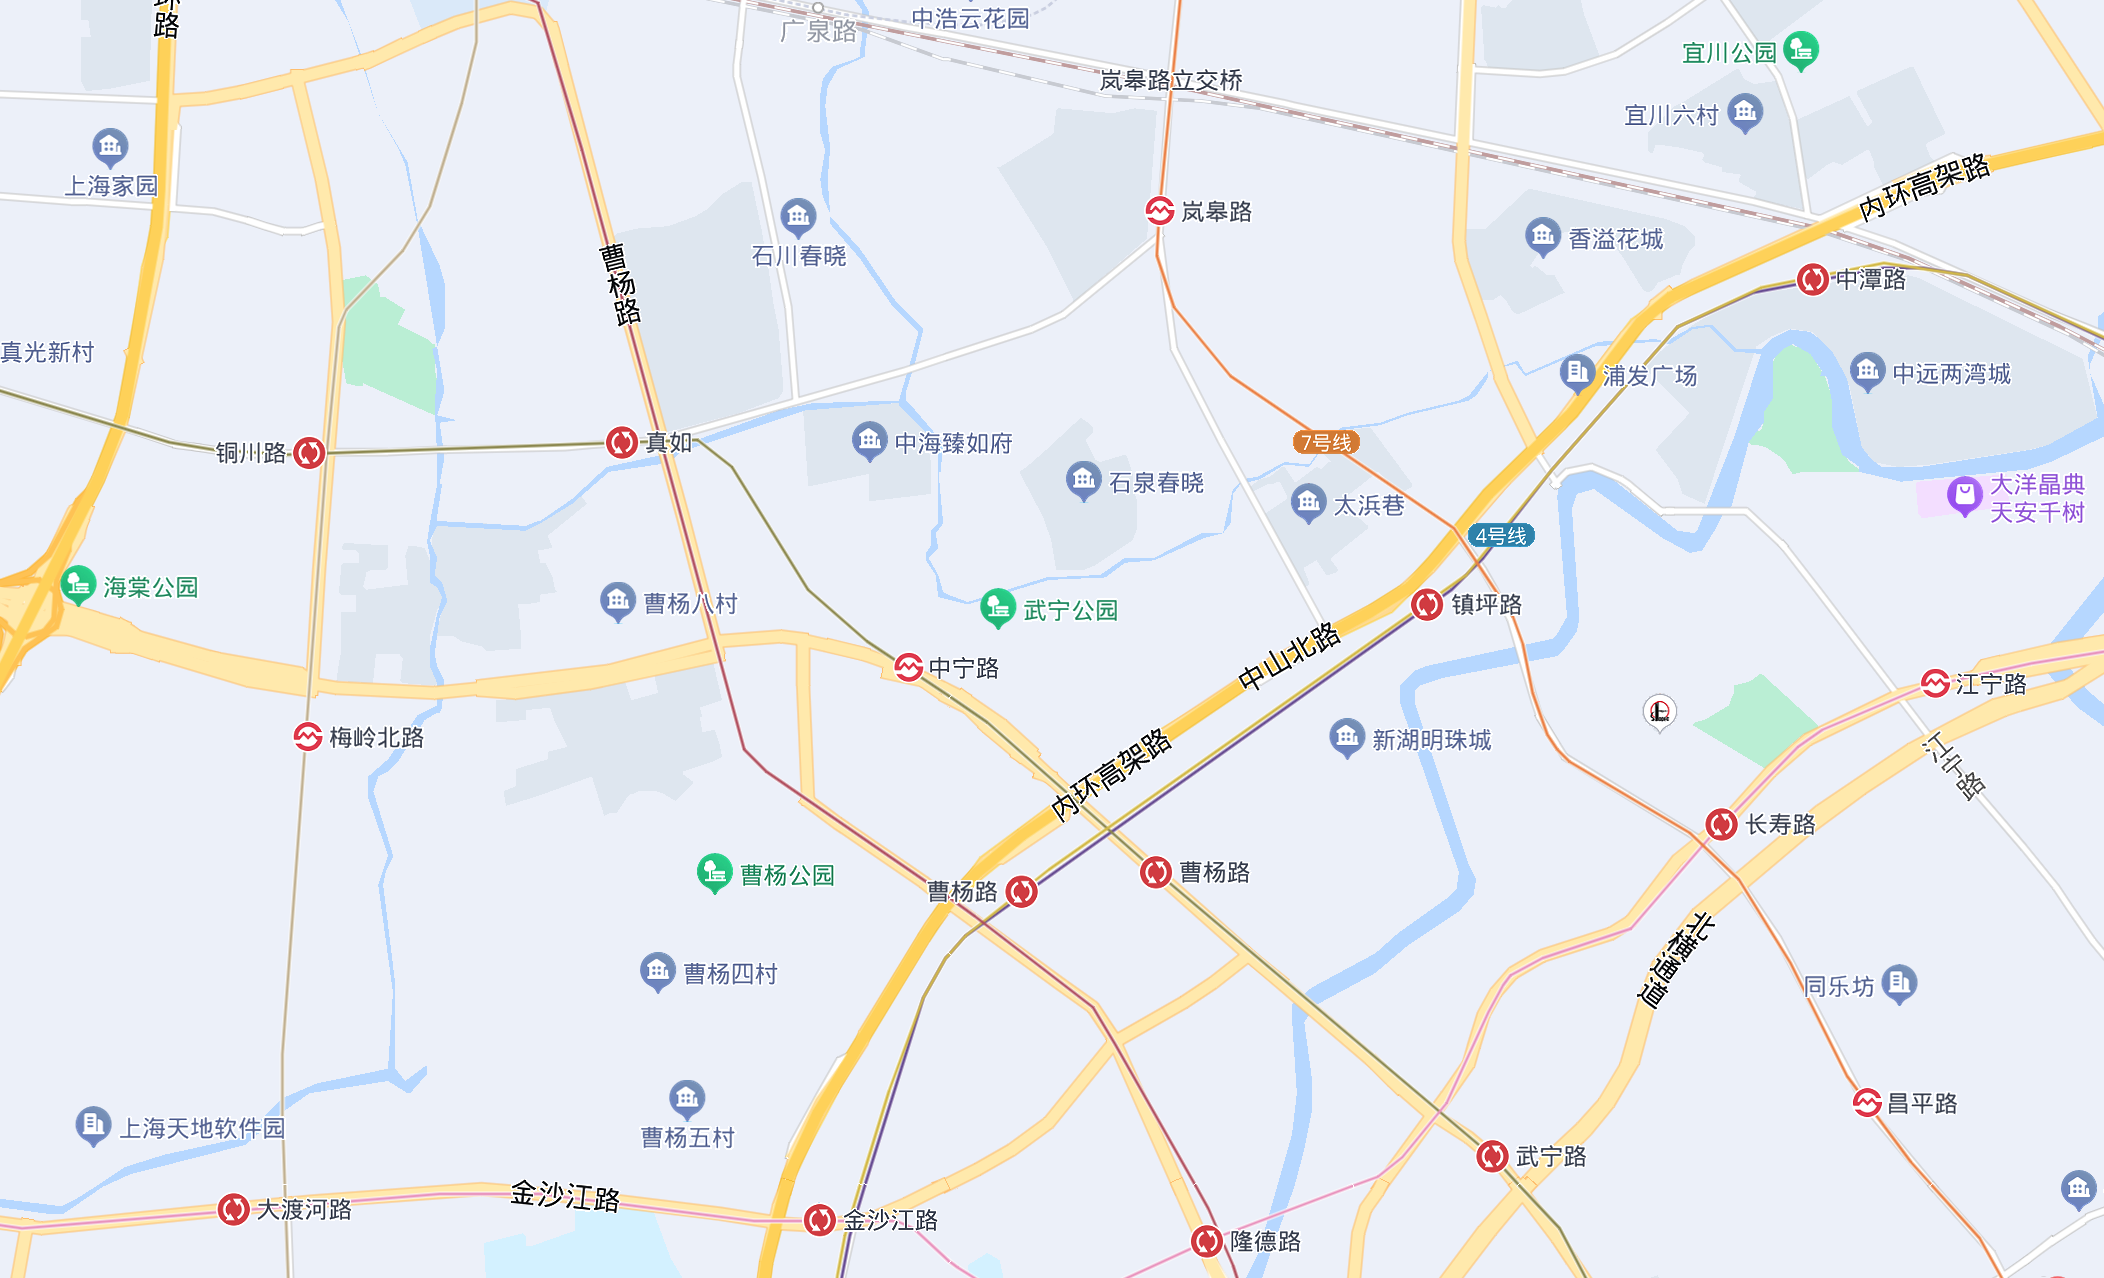 环路
广泉路
中浩云花园
宜川公园
岚皋路立交桥
宜川六村
上海家园
内环高架路
岚皋路
石川春晓
香溢花城
曹杨路
中潭路
真光新村
浦发广场
中远两湾城
铜川路
真如
中海臻如府
7号线
石泉春晓
太浜巷
大洋晶典
天安千树
4号线
海棠公园
曹杨八村
武宁公园
镇坪路
中山北路
中宁路
江宁路
梅岭北路
新湖明珠城
内环高架路
江宁路
长寿路
曹杨公园
曹杨路
曹杨路
北横通道
曹杨四村
同乐坊
昌平路
上海天地软件园
曹杨五村
武宁路
金沙江路
大渡河路
金沙江路
隆德路